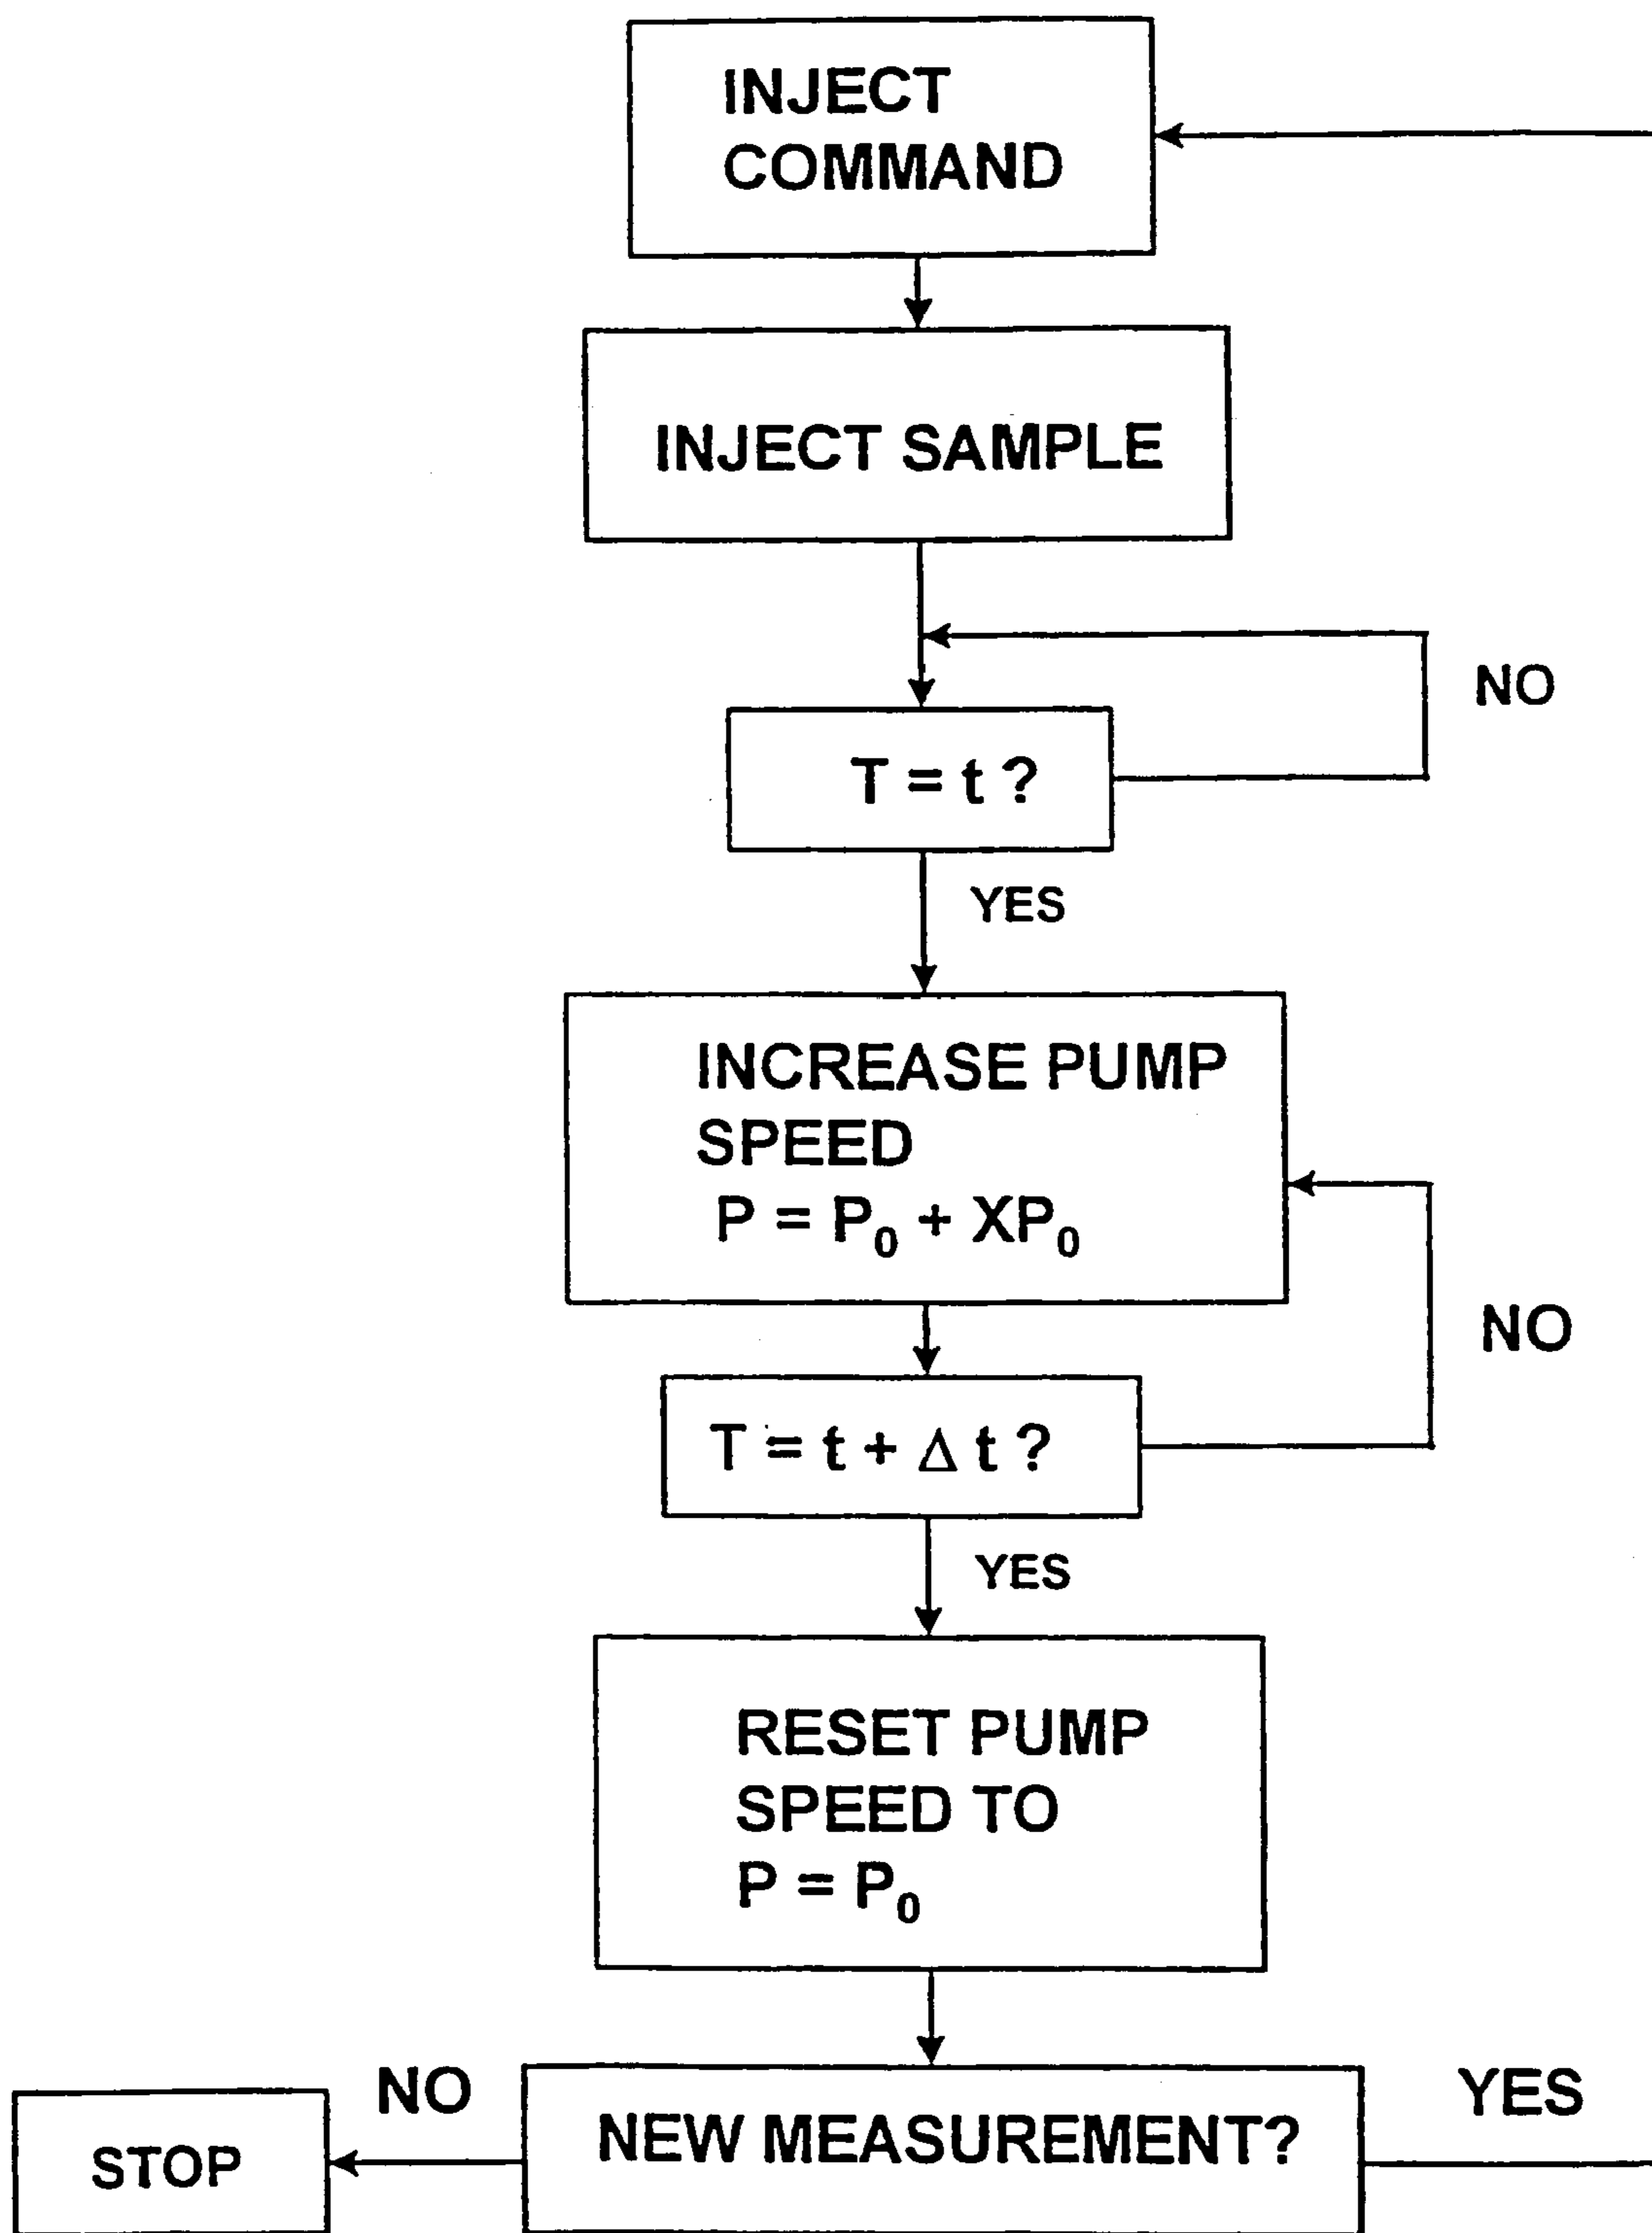 INJECT
COMMAND
INJECT SAMPLE
NO
T = t ?
YES
INCREASE PUMP
SPEED
P = P₀ + XP₀
NO
T = t + Δ t ?
YES
RESET PUMP
SPEED TO
P = P₀
NO
YES
NEW MEASUREMENT?
STOP